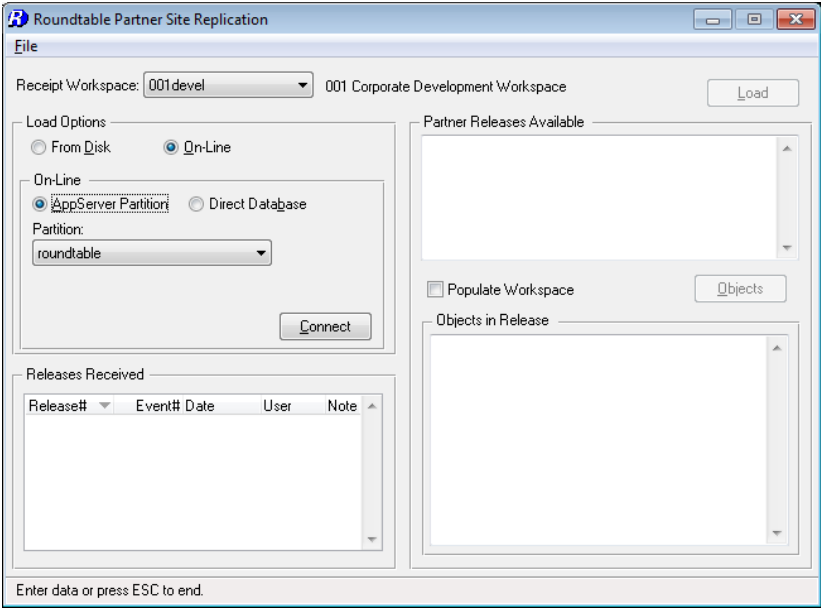 Roundtable Partner Site Replication
File
Receipt Workspace: 001devel 001 Corporate Development Workspace Load
Load Options
From Disk On-Line
On-Line
AppServer Partition Direct Database
Partition:
roundtable
Connect
Releases Received
Release# Event# Date User Note
Partner Releases Available
Populate Workspace Objects
Objects in Release
Enter data or press ESC to end.